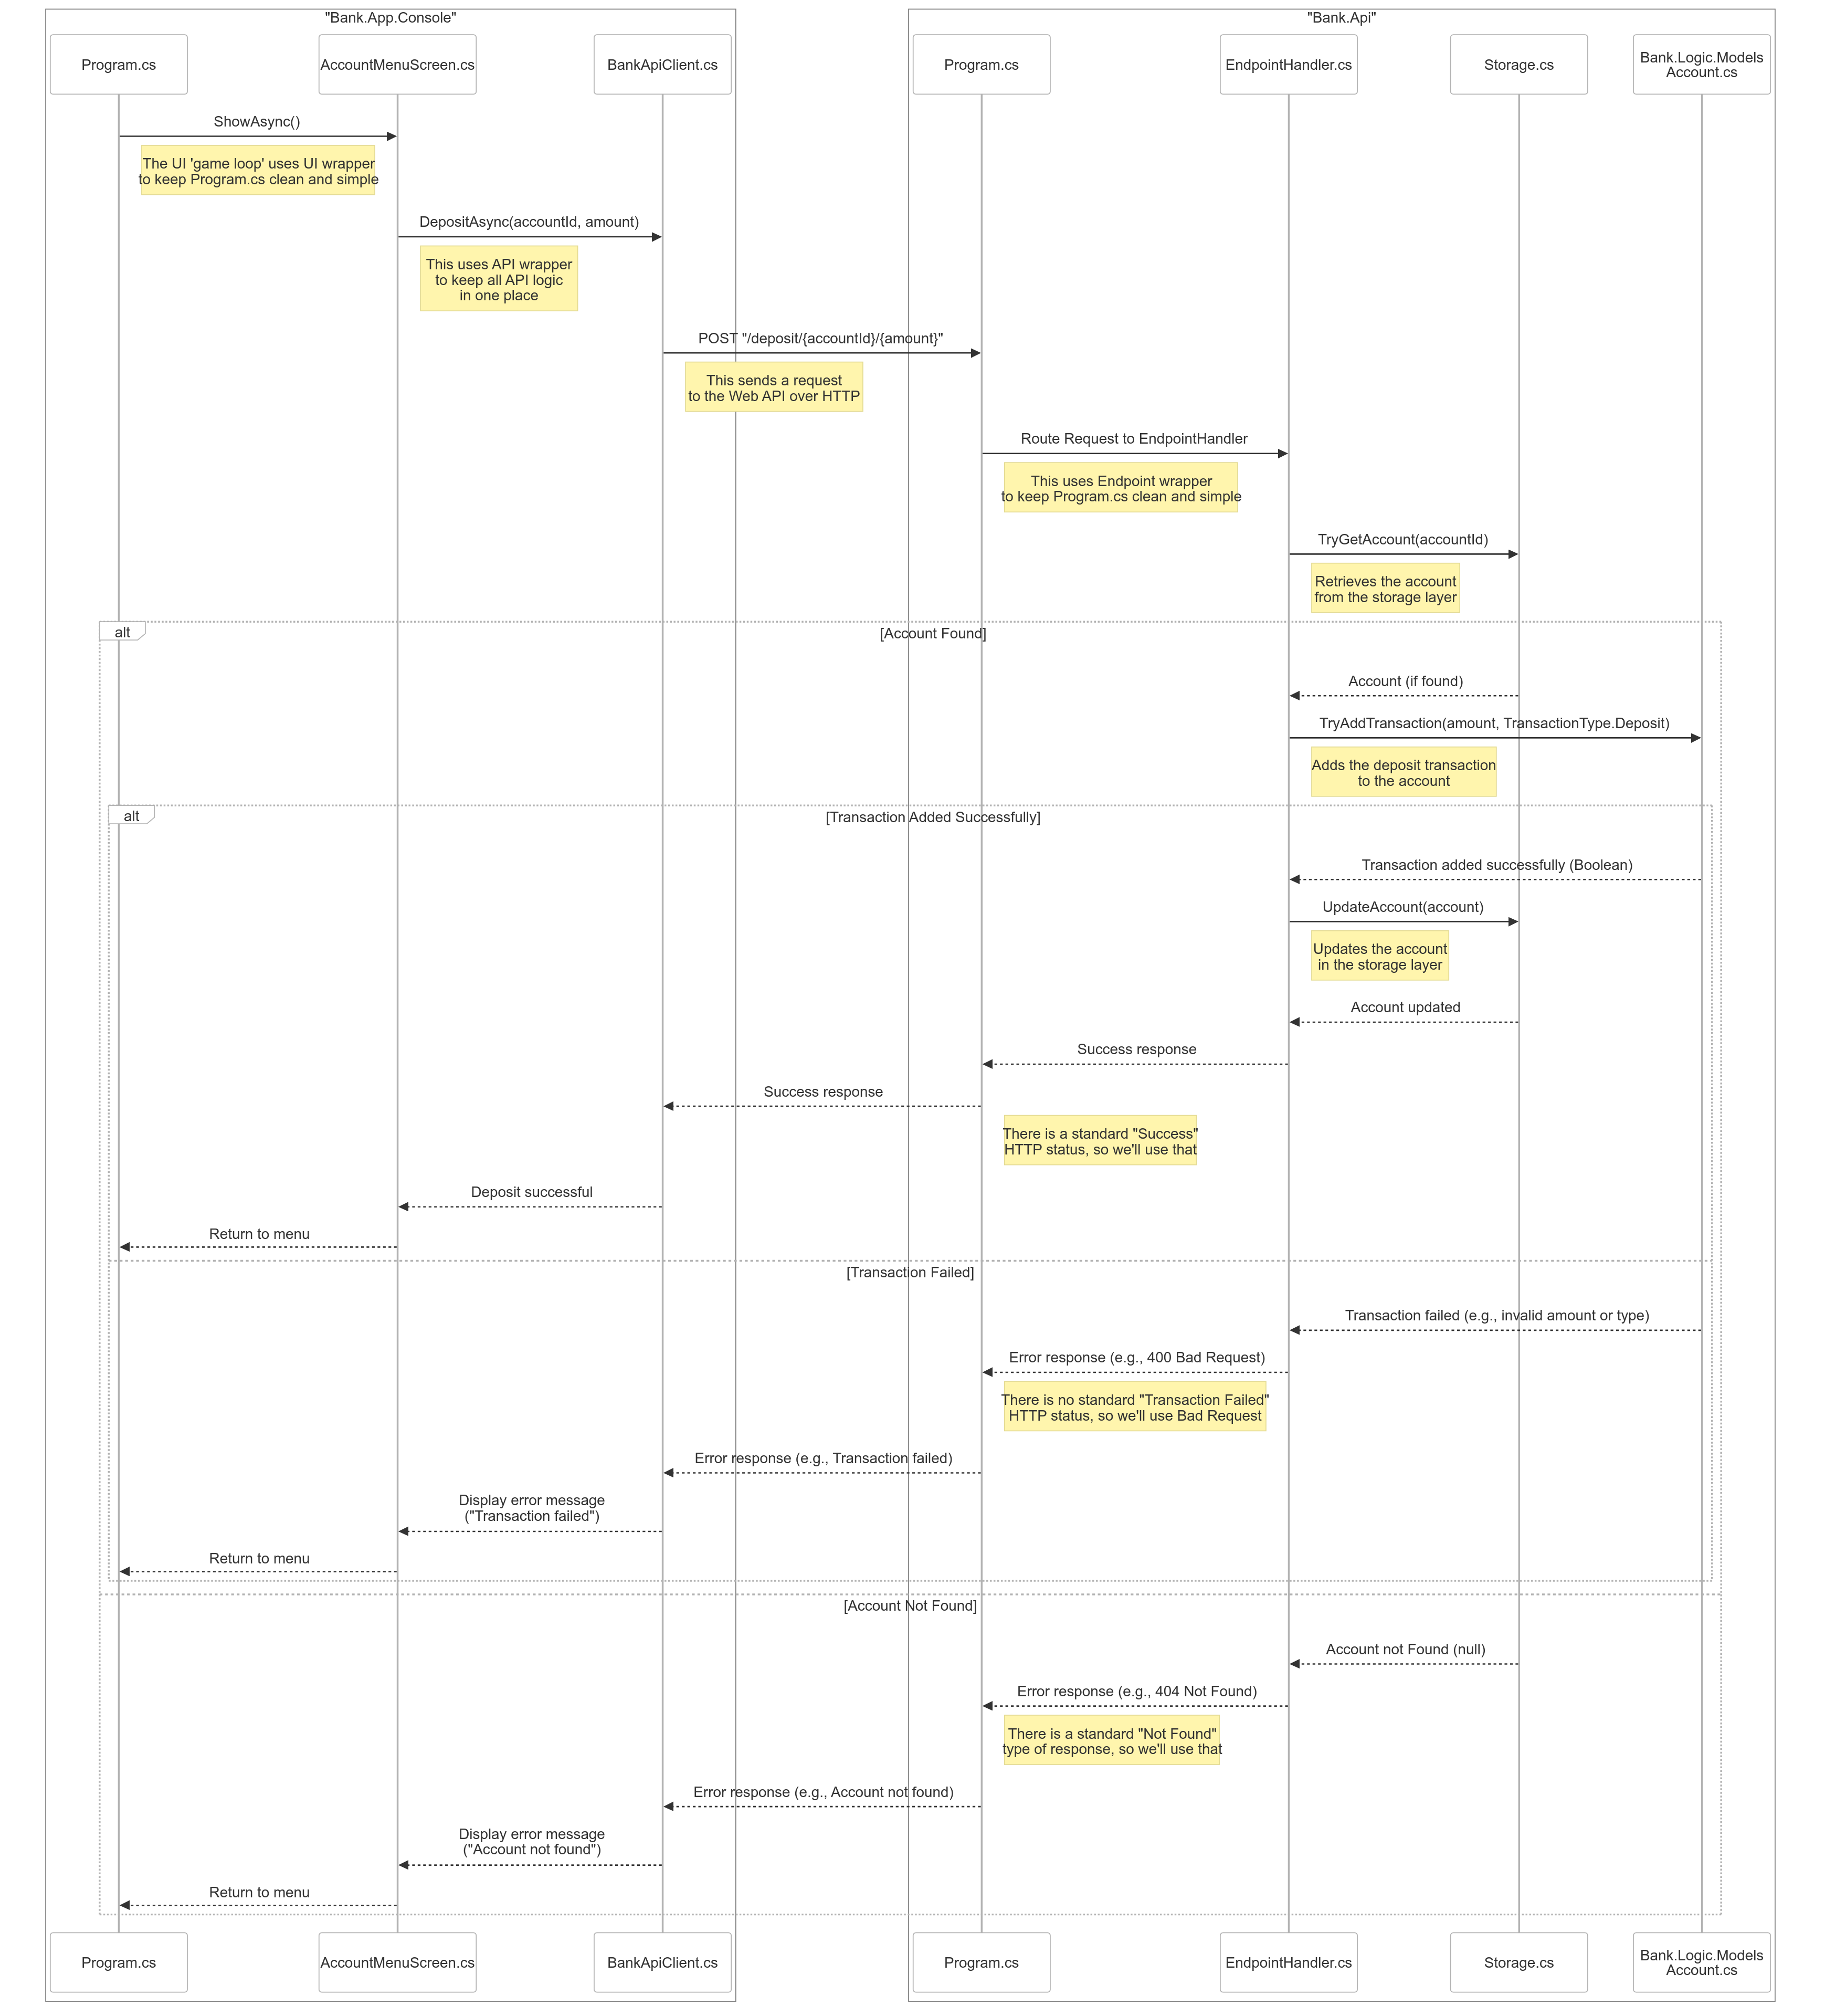 "Bank.App.Console"
"Bank.Api"
Program.cs
AccountMenuScreen.cs
BankApiClient.cs
Program.cs
EndpointHandler.cs
Storage.cs
Bank.Logic.Models
Account.cs
ShowAsync()
The UI 'game loop' uses UI wrapper
to keep Program.cs clean and simple
DepositAsync(accountId, amount)
This uses API wrapper
to keep all API logic
in one place
POST "/deposit/{accountId}/{amount}"
This sends a request
to the Web API over HTTP
Route Request to EndpointHandler
This uses Endpoint wrapper
to keep Program.cs clean and simple
TryGetAccount(accountId)
Retrieves the account
from the storage layer
alt
[Account Found]
Account (if found)
TryAddTransaction(amount, TransactionType.Deposit)
Adds the deposit transaction
to the account
alt
[Transaction Added Successfully]
Transaction added successfully (Boolean)
UpdateAccount(account)
Updates the account
in the storage layer
Account updated
Success response
Success response
There is a standard "Success"
HTTP status, so we'll use that
Deposit successful
Return to menu
[Transaction Failed]
Transaction failed (e.g., invalid amount or type)
Error response (e.g., 400 Bad Request)
There is no standard "Transaction Failed"
HTTP status, so we'll use Bad Request
Error response (e.g., Transaction failed)
Display error message
("Transaction failed")
Return to menu
[Account Not Found]
Account not Found (null)
Error response (e.g., 404 Not Found)
There is a standard "Not Found"
type of response, so we'll use that
Error response (e.g., Account not found)
Display error message
("Account not found")
Return to menu
Program.cs
AccountMenuScreen.cs
BankApiClient.cs
Program.cs
EndpointHandler.cs
Storage.cs
Bank.Logic.Models
Account.cs